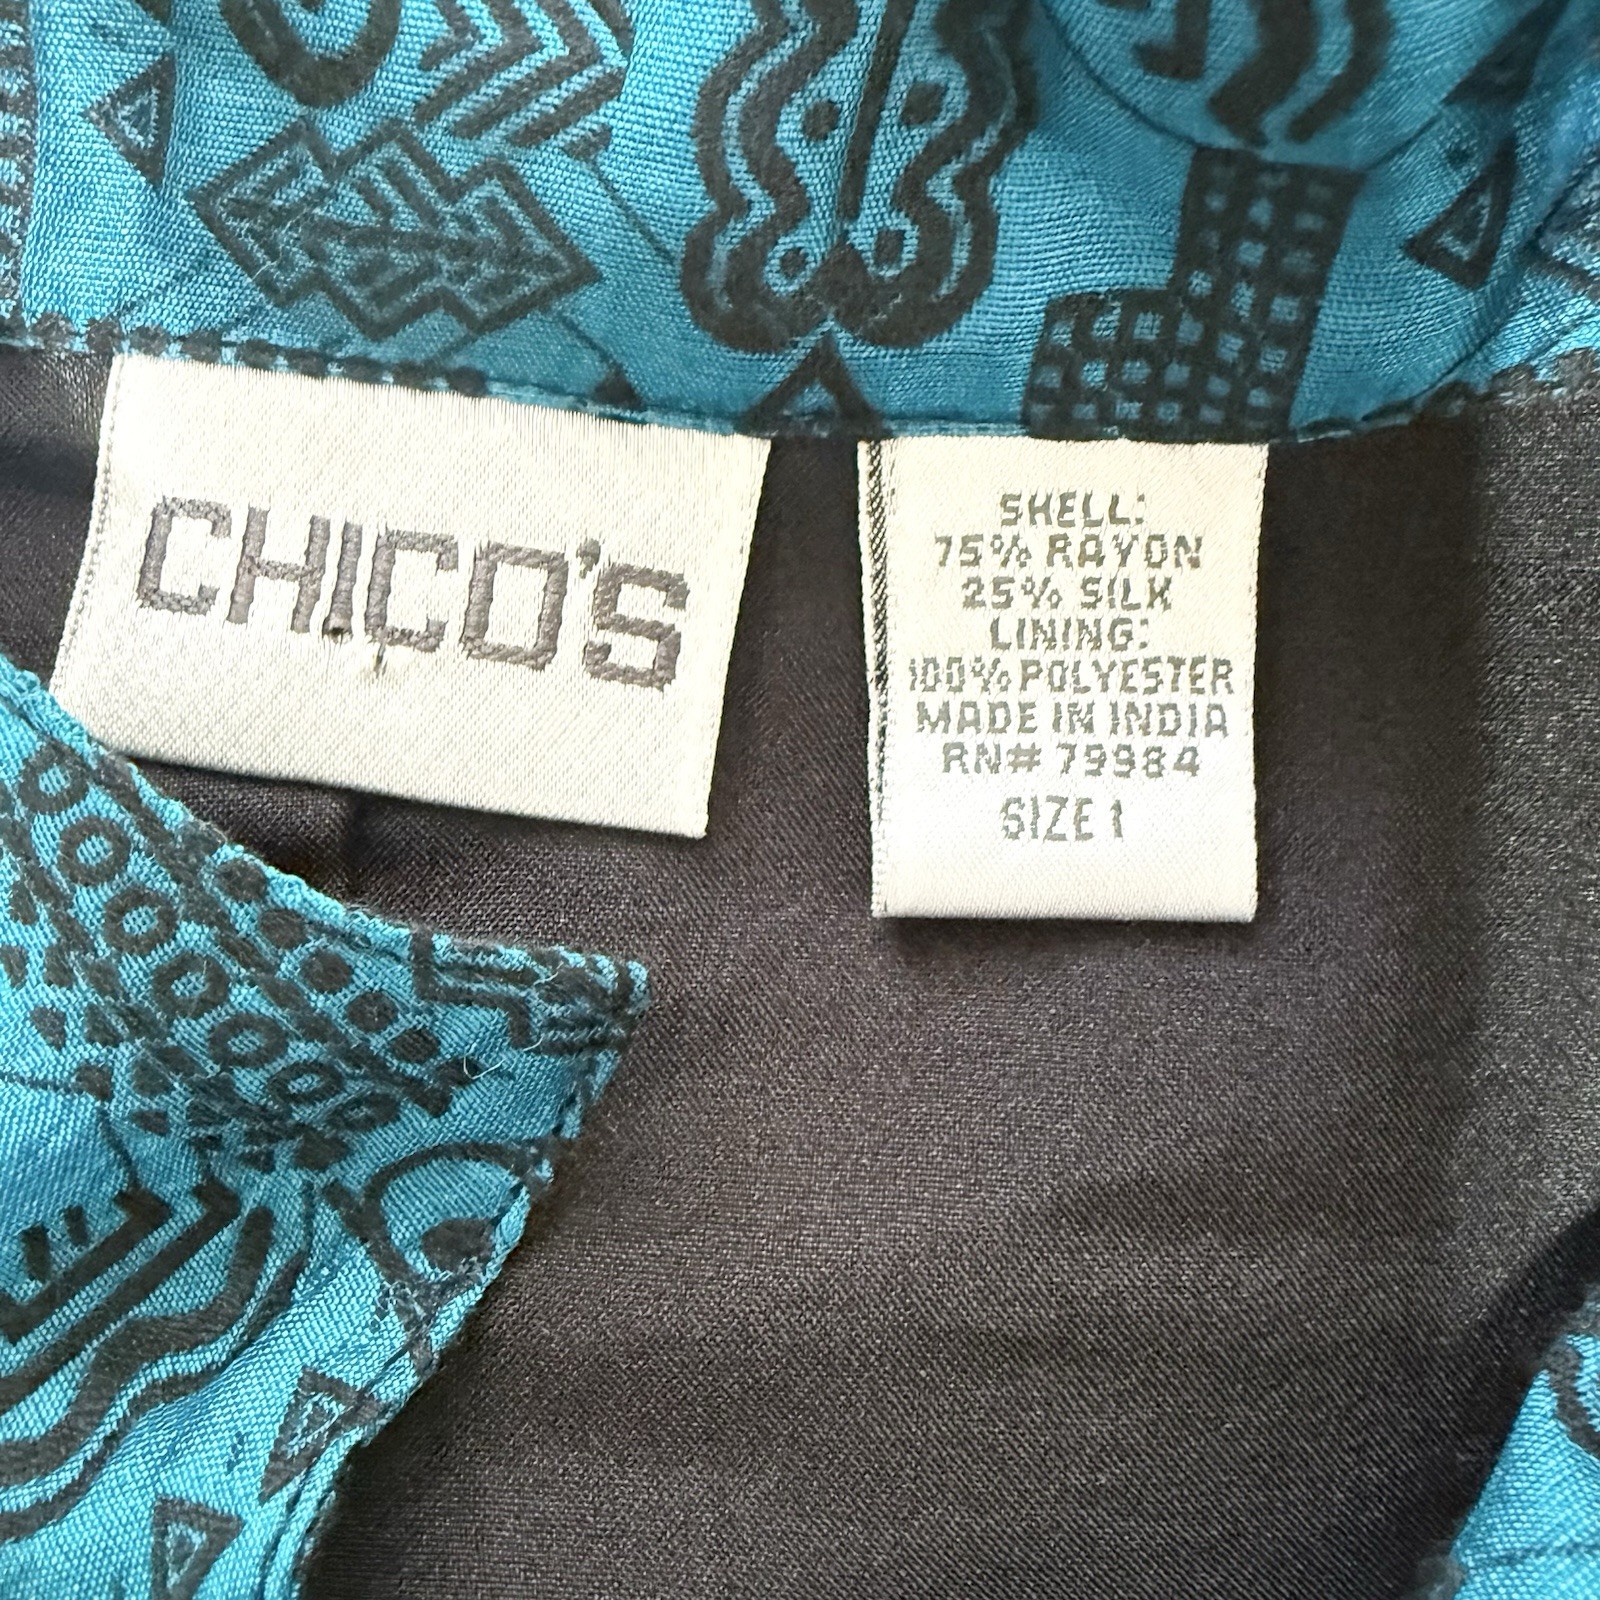 CHICO'S
SHELL:
75% RAYON
25% SILK
LINING:
100% POLYESTER
MADE IN INDIA
RN# 79984
SIZE 1